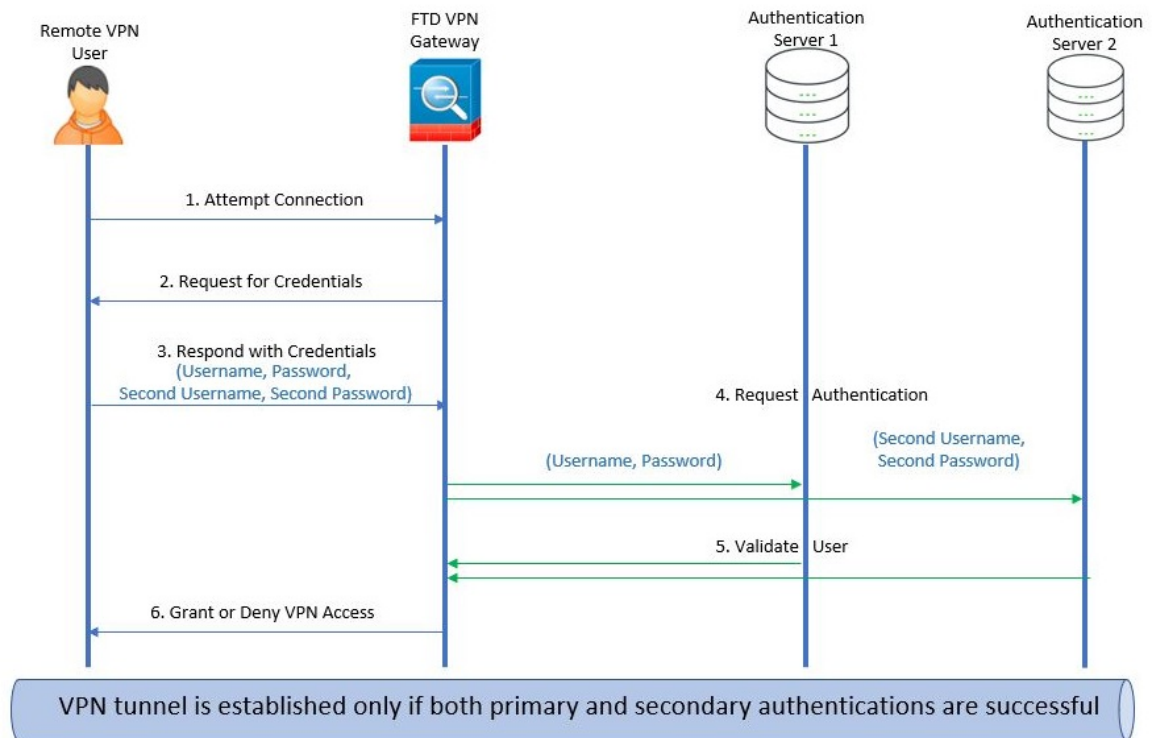 Remote VPN
User
FTD VPN
Gateway
Authentication
Server 1
Authentication
Server 2
1. Attempt Connection
2. Request for Credentials
3. Respond with Credentials
(Username, Password,
Second Username, Second Password)
4. Request Authentication
(Username, Password)
(Second Username,
Second Password)
5. Validate User
6. Grant or Deny VPN Access
VPN tunnel is established only if both primary and secondary authentications are successful